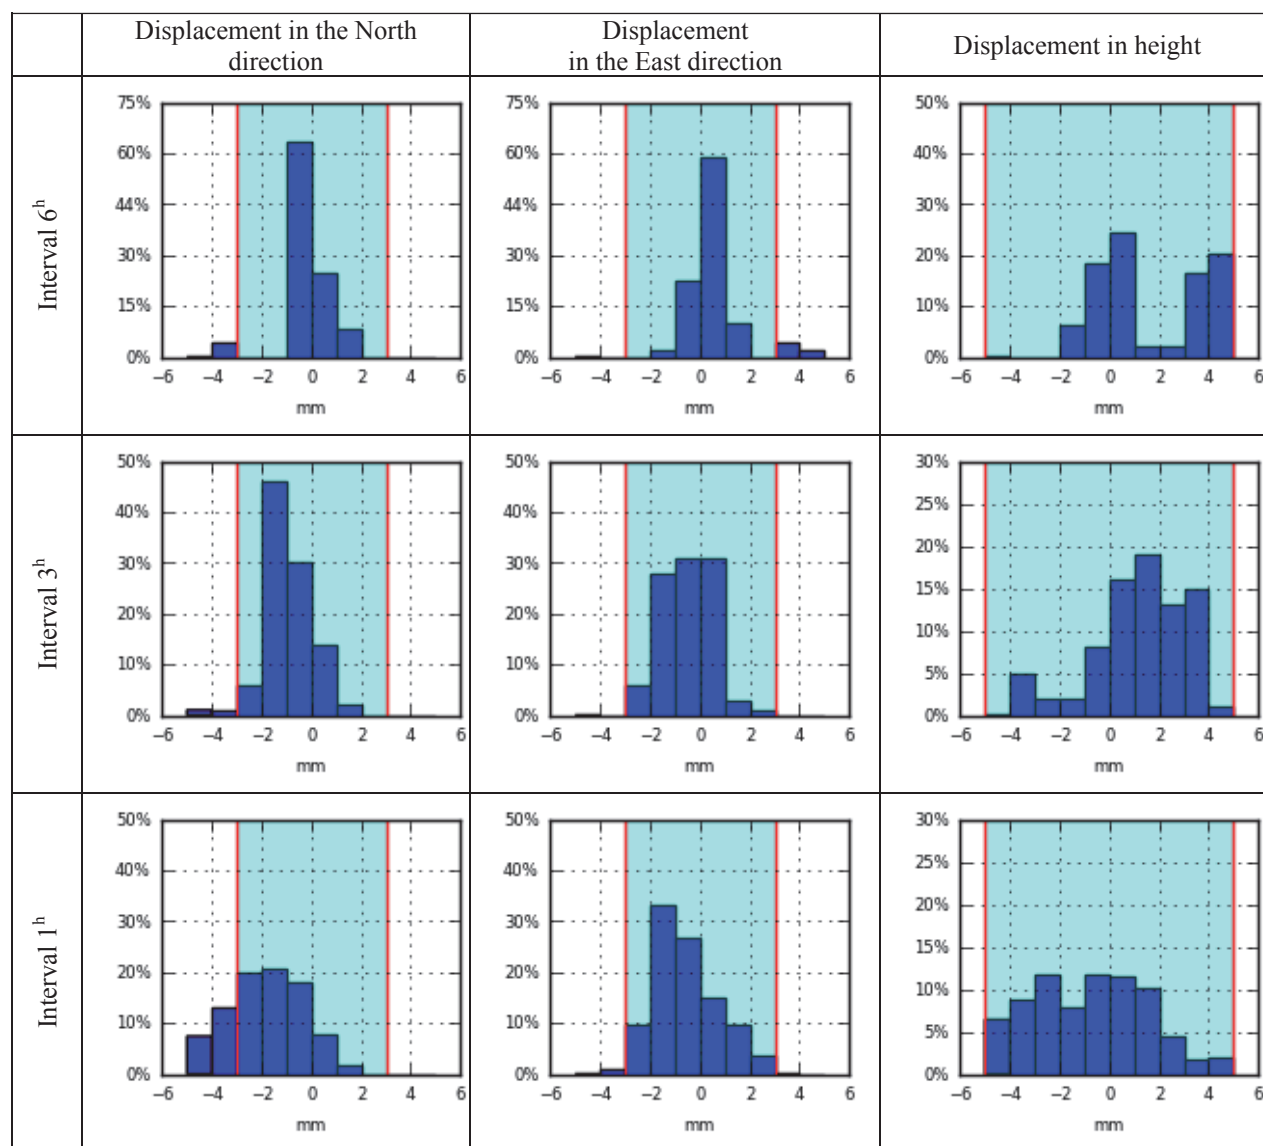 Displacement in the North
direction
Displacement
in the East direction
Displacement in height
Interval 6h
75%
60%
44%
30%
15%
0%
−6 −4 −2 0 2 4 6
mm
75%
60%
44%
30%
15%
0%
−6 −4 −2 0 2 4 6
mm
50%
40%
30%
20%
10%
0%
−6 −4 −2 0 2 4 6
mm
Interval 3h
50%
40%
30%
20%
10%
0%
−6 −4 −2 0 2 4 6
mm
50%
40%
30%
20%
10%
0%
−6 −4 −2 0 2 4 6
mm
30%
25%
20%
15%
10%
5%
0%
−6 −4 −2 0 2 4 6
mm
Interval 1h
50%
40%
30%
20%
10%
0%
−6 −4 −2 0 2 4 6
mm
50%
40%
30%
20%
10%
0%
−6 −4 −2 0 2 4 6
mm
30%
25%
20%
15%
10%
5%
0%
−6 −4 −2 0 2 4 6
mm